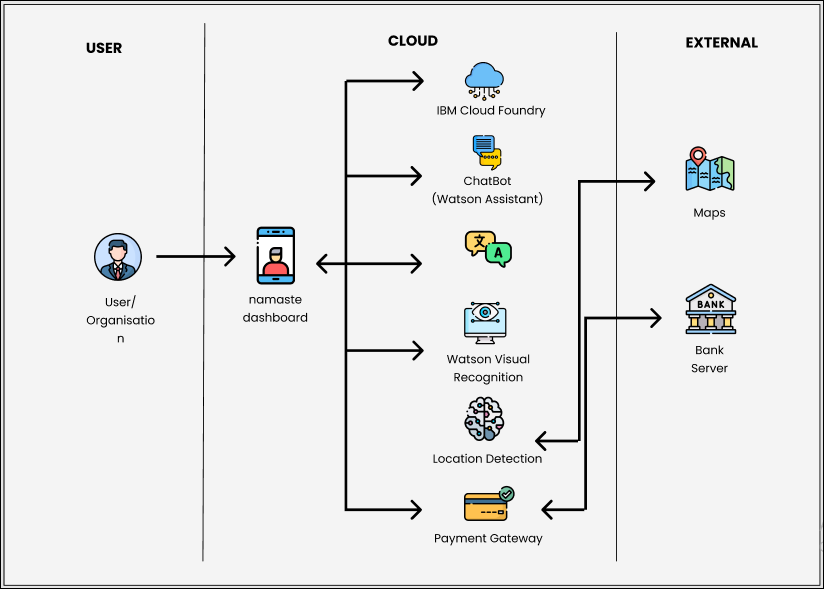 USER
CLOUD
EXTERNAL
IBM Cloud Foundry
ChatBot
(Watson Assistant)
文
A
Maps
User/
Organisatio
n
namaste
dashboard
BANK
Bank
Server
Watson Visual
Recognition
Location Detection
Payment Gateway